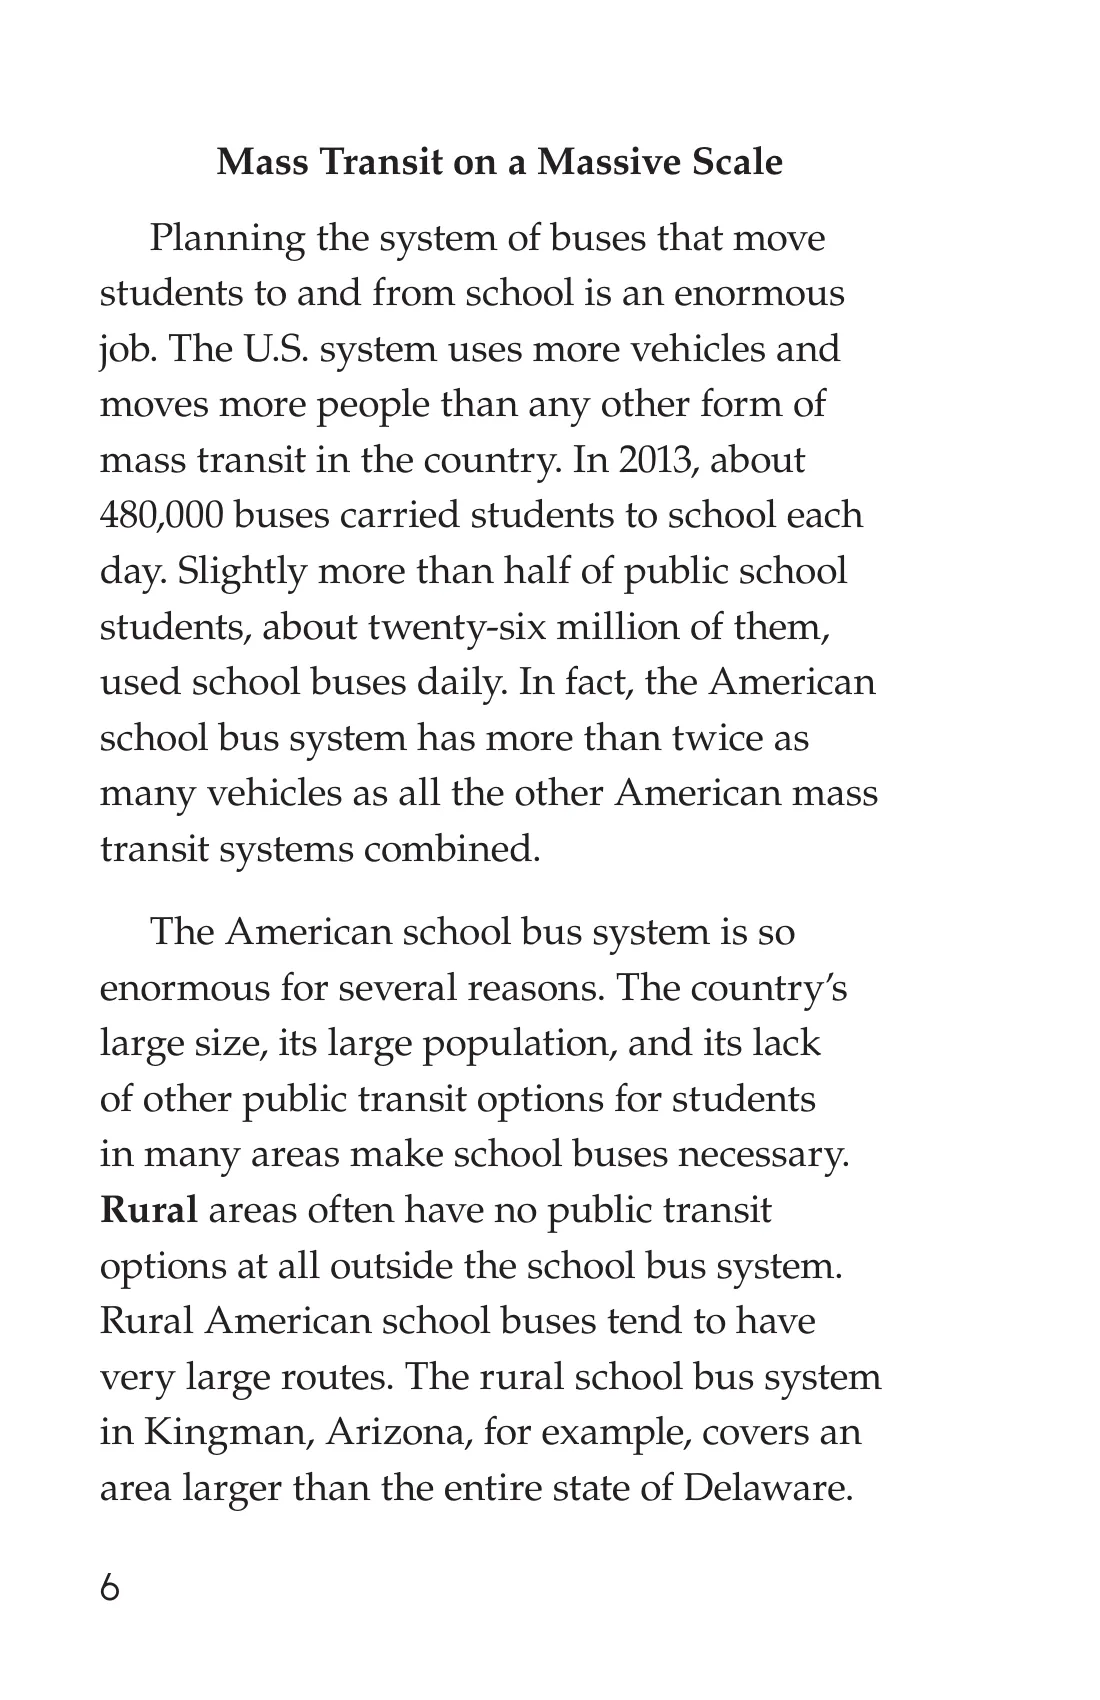 Mass Transit on a Massive Scale
Planning the system of buses that move
students to and from school is an enormous
job. The U.S. system uses more vehicles and
moves more people than any other form of
mass transit in the country. In 2013, about
480,000 buses carried students to school each
day. Slightly more than half of public school
students, about twenty-six million of them,
used school buses daily. In fact, the American
school bus system has more than twice as
many vehicles as all the other American mass
transit systems combined.
The American school bus system is so
enormous for several reasons. The country’s
large size, its large population, and its lack
of other public transit options for students
in many areas make school buses necessary.
Rural areas often have no public transit
options at all outside the school bus system.
Rural American school buses tend to have
very large routes. The rural school bus system
in Kingman, Arizona, for example, covers an
area larger than the entire state of Delaware.
6